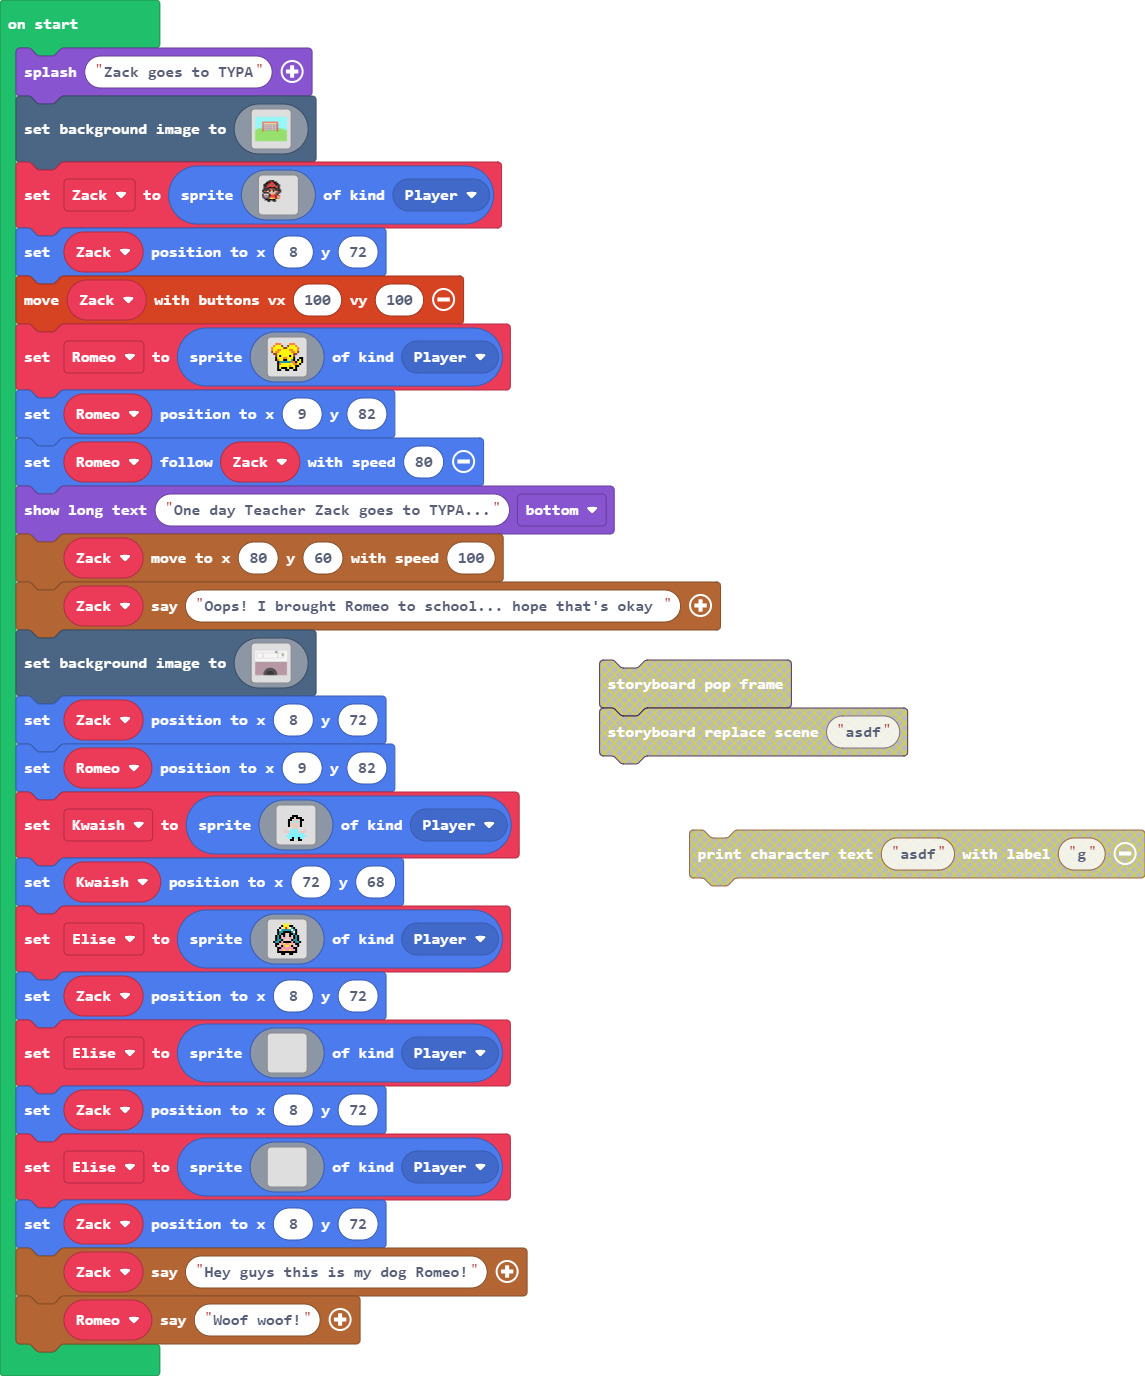 on start
splash "Zack goes to TYPA"
set background image to
set Zack to sprite of kind Player
set Zack position to x 8 y 72
move Zack with buttons vx 100 vy 100
set Romeo to sprite of kind Player
set Romeo position to x 9 y 82
set Romeo follow Zack with speed 80
show long text "One day Teacher Zack goes to TYPA..." bottom
Zack move to x 80 y 60 with speed 100
Zack say "Oops! I brought Romeo to school... hope that's okay "
set background image to
set Zack position to x 8 y 72
set Romeo position to x 9 y 82
set Kwaish to sprite of kind Player
set Kwaish position to x 72 y 68
set Elise to sprite of kind Player
set Zack position to x 8 y 72
set Elise to sprite of kind Player
set Zack position to x 8 y 72
set Elise to sprite of kind Player
set Zack position to x 8 y 72
Zack say "Hey guys this is my dog Romeo!"
Romeo say "Woof woof!"
storyboard pop frame
storyboard replace scene "asdf"
print character text "asdf" with label "g"